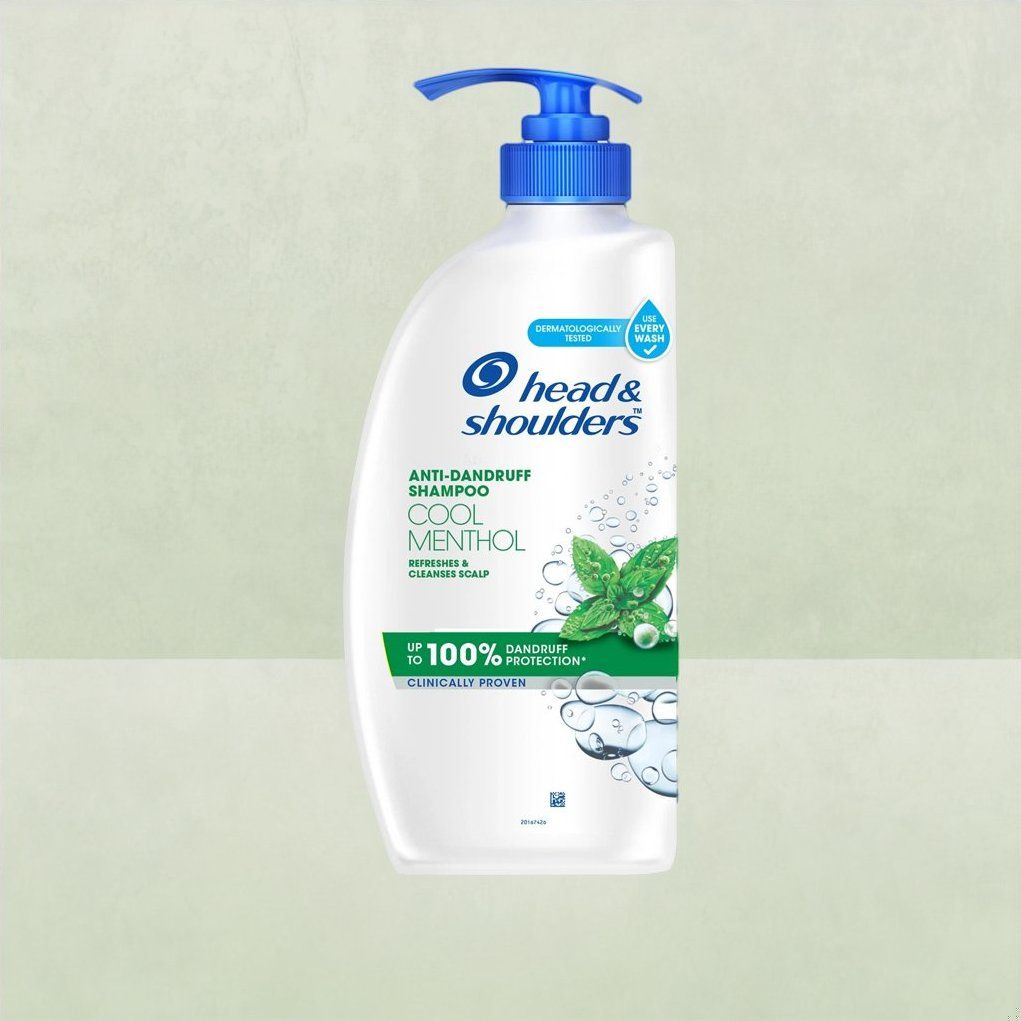 DERMATOLOGICALLY
TESTED
USE
EVERY
WASH
head &
shoulders™
ANTI-DANDRUFF
SHAMPOO
COOL
MENTHOL
REFRESHES &
CLEANSES SCALP
UP TO 100% DANDRUFF PROTECTION*
CLINICALLY PROVEN